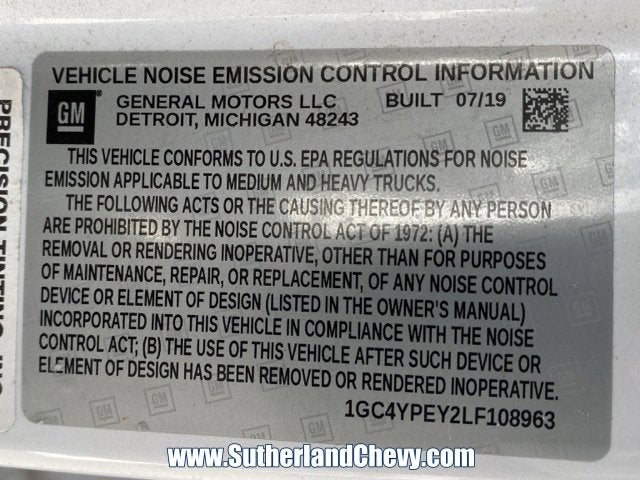 VEHICLE NOISE EMISSION CONTROL INFORMATION
GM® GENERAL MOTORS LLC BUILT 07/19
DETROIT, MICHIGAN 48243
THIS VEHICLE CONFORMS TO U.S. EPA REGULATIONS FOR NOISE
EMISSION APPLICABLE TO MEDIUM AND HEAVY TRUCKS.
THE FOLLOWING ACTS OR THE CAUSING THEREOF BY ANY PERSON
ARE PROHIBITED BY THE NOISE CONTROL ACT OF 1972: (A) THE
REMOVAL OR RENDERING INOPERATIVE, OTHER THAN FOR PURPOSES
OF MAINTENANCE, REPAIR, OR REPLACEMENT, OF ANY NOISE CONTROL
DEVICE OR ELEMENT OF DESIGN (LISTED IN THE OWNER'S MANUAL)
INCORPORATED INTO THIS VEHICLE IN COMPLIANCE WITH THE NOISE
CONTROL ACT; (B) THE USE OF THIS VEHICLE AFTER SUCH DEVICE OR
ELEMENT OF DESIGN HAS BEEN REMOVED OR RENDERED INOPERATIVE.
1GC4YPEY2LF108963
PRECISION TINTING, INC
www.SutherlandChevy.com